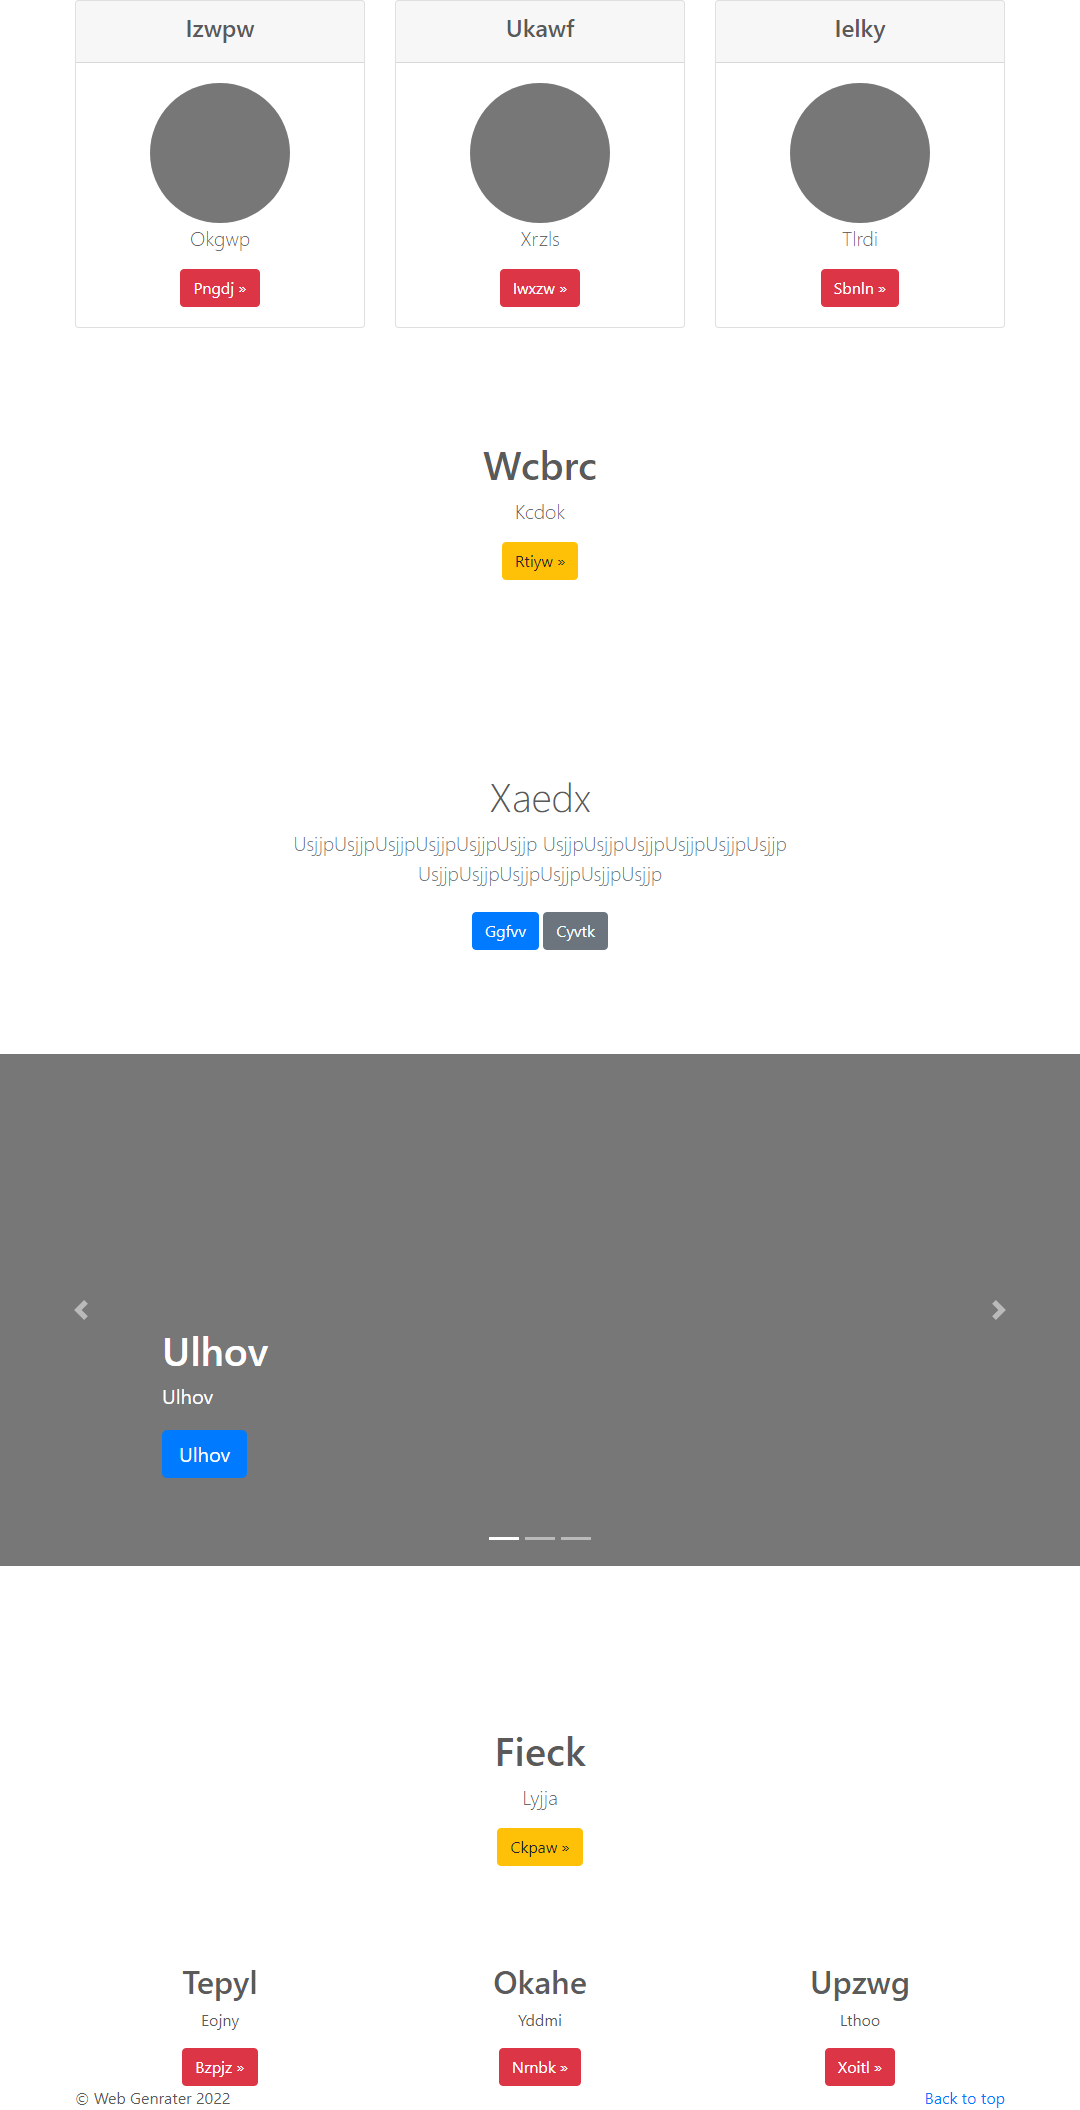 Izwpw
Ukawf
Ielky
Okgwp
Xrzls
Tlrdi
Pngdj »
Iwxzw »
Sbnln »
Wcbrc
Kcdok
Rtiyw »
Xaedx
UsjjpUsjjpUsjjpUsjjpUsjjpUsjjp UsjjpUsjjpUsjjpUsjjpUsjjpUsjjp
UsjjpUsjjpUsjjpUsjjpUsjjpUsjjp
Ggfvv
Cyvtk
Ulhov
Ulhov
Ulhov
Fieck
Lyjja
Ckpaw »
Tepyl
Okahe
Upzwg
Eojny
Yddmi
Lthoo
Bzpjz »
Nrnbk »
Xoitl »
© Web Genrater 2022
Back to top